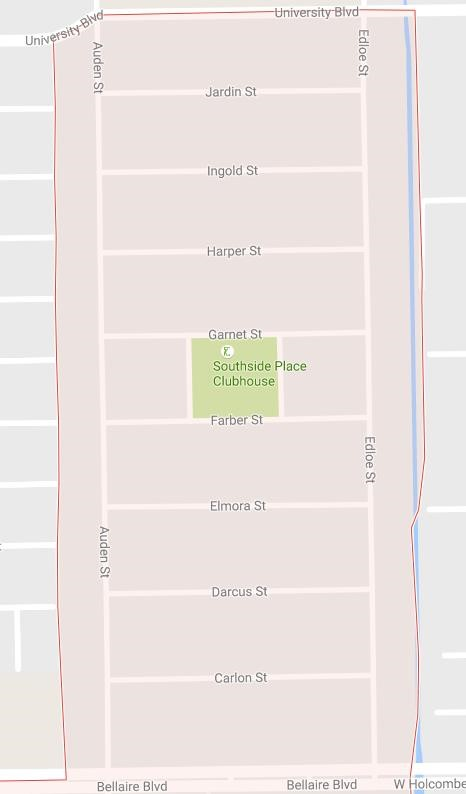 University Blvd
University Blvd
Auden St
Edloe St
Jardin St
Ingold St
Harper St
Garnet St
Southside Place
Clubhouse
Farber St
Edloe St
Elmora St
Auden St
Darcus St
Carlon St
Bellaire Blvd
Bellaire Blvd
W Holcombe